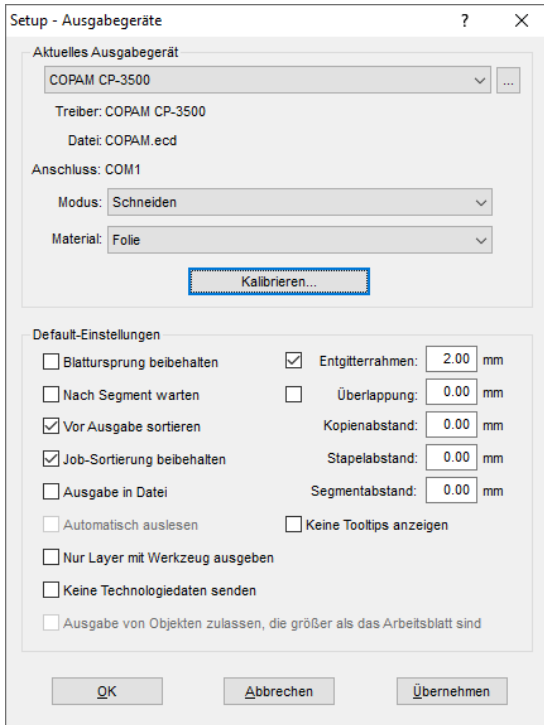 Setup - Ausgabegeräte ?
Aktuelles Ausgabegerät
COPAM CP-3500 ...
Treiber: COPAM CP-3500
Datei: COPAM.ecd
Anschluss: COM1
Modus: Schneiden
Material: Folie
Kalibrieren...
Default-Einstellungen
Blattursprung beibehalten Entgitterrahmen: 2.00 mm
Nach Segment warten Überlappung: 0.00 mm
Vor Ausgabe sortieren Kopienabstand: 0.00 mm
Job-Sortierung beibehalten Stapelabstand: 0.00 mm
Ausgabe in Datei Segmentabstand: 0.00 mm
Automatisch auslesen Keine Tooltips anzeigen
Nur Layer mit Werkzeug ausgeben
Keine Technologiedaten senden
Ausgabe von Objekten zulassen, die größer als das Arbeitsblatt sind
OK Abbrechen Übernehmen